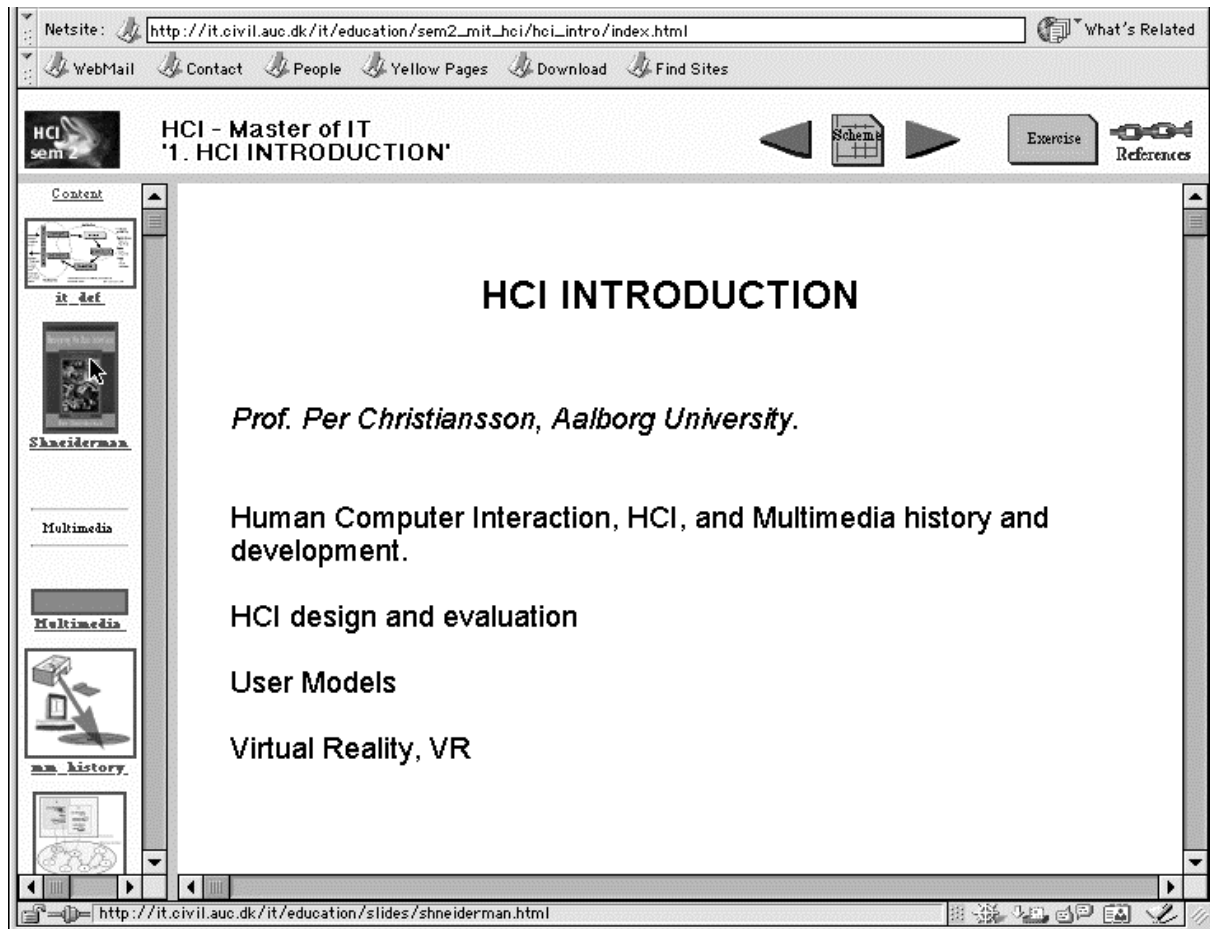 Netsite: http://it.civil.auc.dk/it/education/sem2_mit_hci/hci_intro/index.html What's Related
WebMail Contact People Yellow Pages Download Find Sites
HCI
sem 2
HCI - Master of IT
'1. HCI INTRODUCTION'
Scheme
Exercise
References
Content
it_def
Shneiderman
Multimedia
Multimedia
mm_history
HCI INTRODUCTION
Prof. Per Christiansson, Aalborg University.
Human Computer Interaction, HCI, and Multimedia history and
development.
HCI design and evaluation
User Models
Virtual Reality, VR
http://it.civil.auc.dk/it/education/slides/shneiderman.html